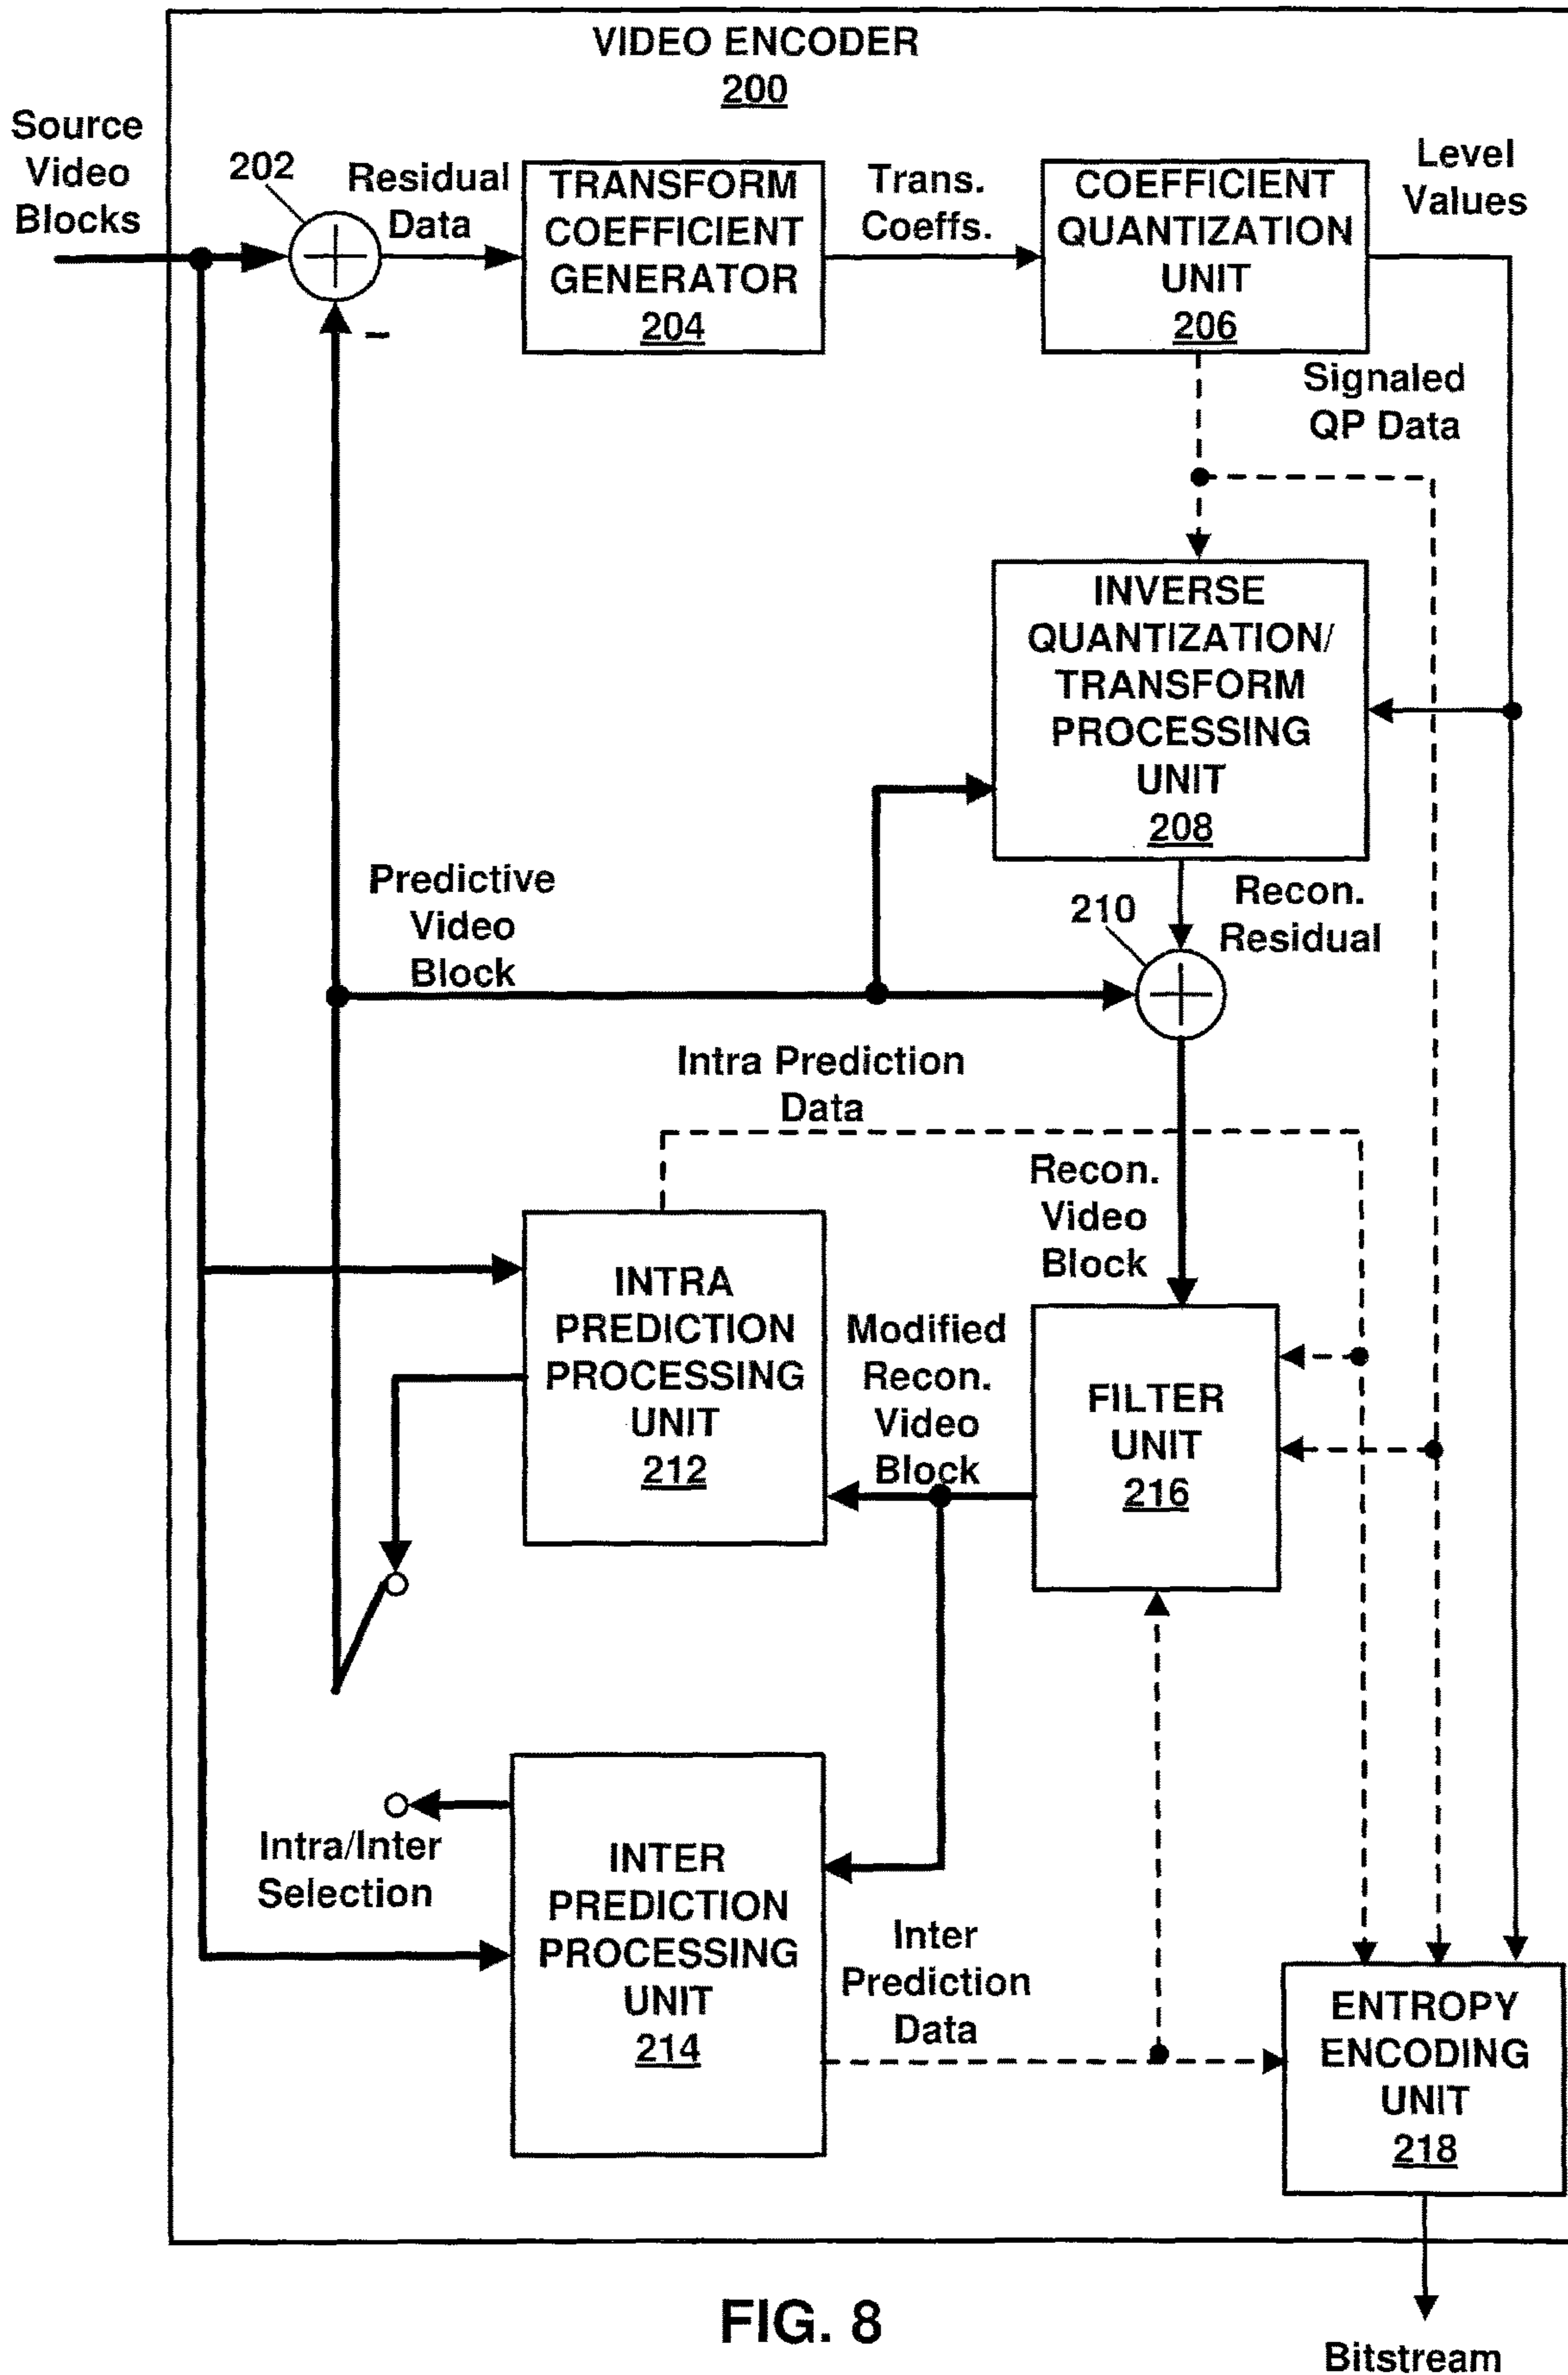 VIDEO ENCODER
200
Source
Video
Blocks
202
Residual
Data
TRANSFORM
COEFFICIENT
GENERATOR
204
Trans.
Coeffs.
COEFFICIENT
QUANTIZATION
UNIT
206
Level
Values
–
Signaled
QP Data
INVERSE
QUANTIZATION/
TRANSFORM
PROCESSING
UNIT
208
Predictive
Video
Block
210
Recon.
Residual
Intra Prediction
Data
Recon.
Video
Block
INTRA
PREDICTION
PROCESSING
UNIT
212
Modified
Recon.
Video
Block
FILTER
UNIT
216
Intra/Inter
Selection
INTER
PREDICTION
PROCESSING
UNIT
214
Inter
Prediction
Data
ENTROPY
ENCODING
UNIT
218
FIG. 8
Bitstream